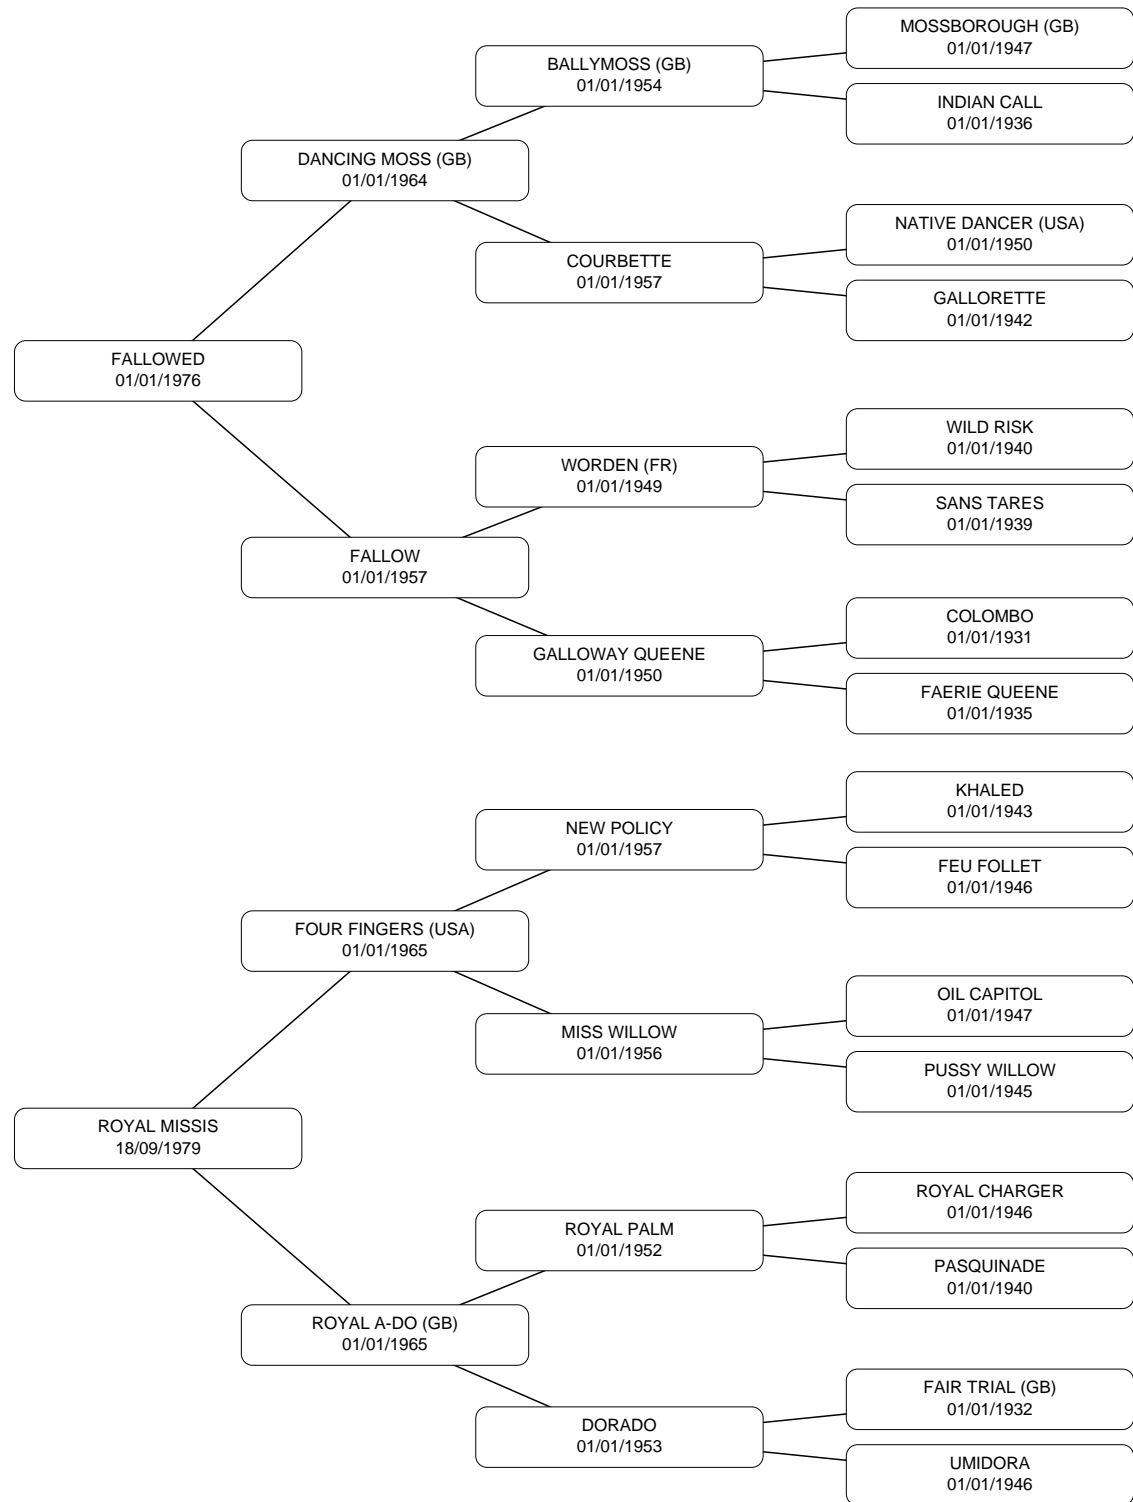 MOSSBOROUGH (GB)
01/01/1947
BALLYMOSS (GB)
01/01/1954
INDIAN CALL
01/01/1936
DANCING MOSS (GB)
01/01/1964
NATIVE DANCER (USA)
01/01/1950
COURBETTE
01/01/1957
GALLORETTE
01/01/1942
FALLOWED
01/01/1976
WILD RISK
01/01/1940
WORDEN (FR)
01/01/1949
SANS TARES
01/01/1939
FALLOW
01/01/1957
COLOMBO
01/01/1931
GALLOWAY QUEENE
01/01/1950
FAERIE QUEENE
01/01/1935
KHALED
01/01/1943
NEW POLICY
01/01/1957
FEU FOLLET
01/01/1946
FOUR FINGERS (USA)
01/01/1965
OIL CAPITOL
01/01/1947
MISS WILLOW
01/01/1956
PUSSY WILLOW
01/01/1945
ROYAL MISSIS
18/09/1979
ROYAL CHARGER
01/01/1946
ROYAL PALM
01/01/1952
PASQUINADE
01/01/1940
ROYAL A-DO (GB)
01/01/1965
FAIR TRIAL (GB)
01/01/1932
DORADO
01/01/1953
UMIDORA
01/01/1946